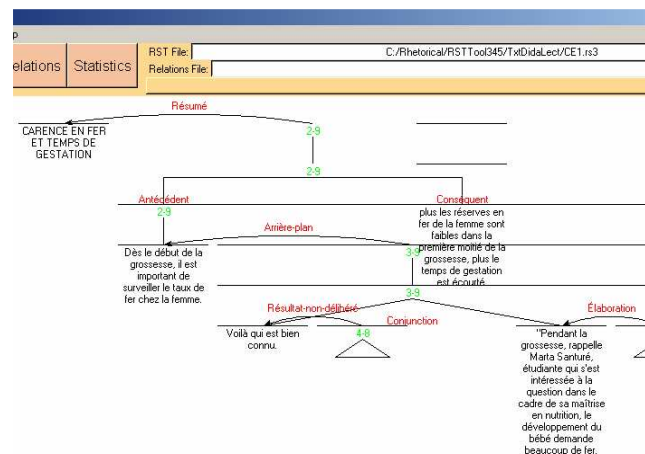 p
elations
Statistics
RST File:
C:/Rhetorical/RSTTool345/TxtDidaLect/CE1.rs3
Relations File:
Résumé
CARENCE EN FER
ET TEMPS DE
GESTATION
2-9
2-9
Antécédent
2-9
Conséquent
plus les réserves en
fer de la femme sont
faibles dans la
première moitié de la
grossesse, plus le
temps de gestation
est écourté.
Arrière-plan
Dès le début de la
grossesse, il est
important de
surveiller le taux de
fer chez la femme.
3-9
3-9
Résultat-non-délibéré
Conjunction
Élaboration
Voilà qui est bien
connu.
4-8
"Pendant la
grossesse, rappelle
Marta Santuré,
étudiante qui s'est
intéressée à la
question dans le
cadre de sa maîtrise
en nutrition, le
développement du
bébé demande
beaucoup de fer.